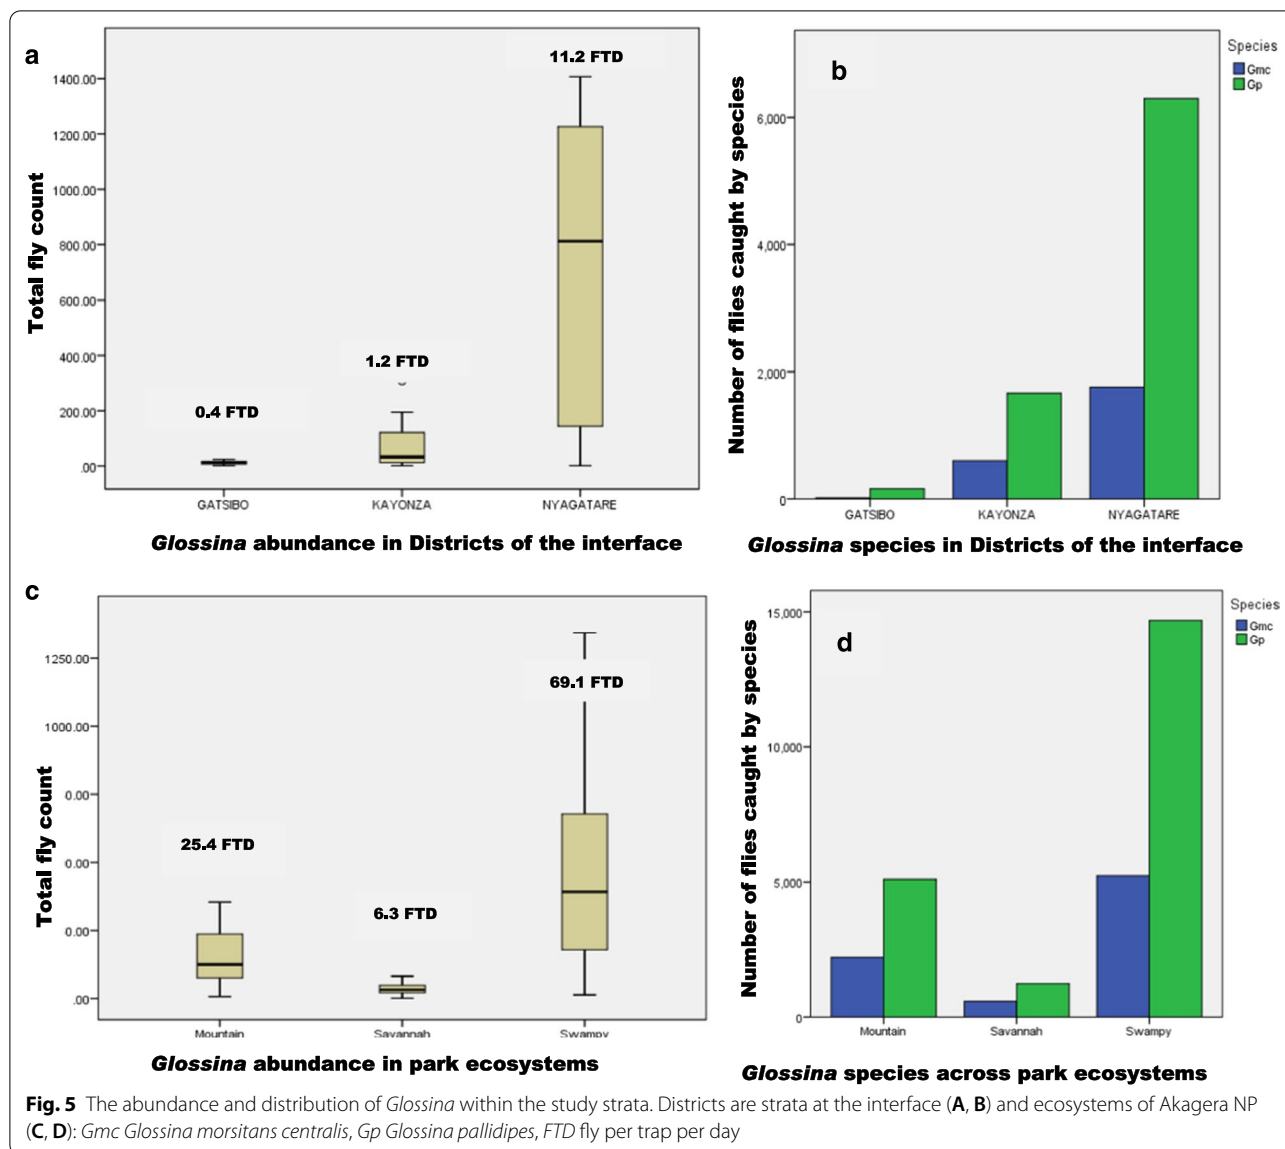 a
11.2 FTD
1400.00
1200.00
1000.00
800.00
600.00
400.00
200.00
.00
Total fly count
1.2 FTD
0.4 FTD
GATSIBO KAYONZA NYAGATARE
Glossina abundance in Districts of the interface
b
Species
Gmc
Gp
6,000
4,000
2,000
0
Number of flies caught by species
GATSIBO KAYONZA NYAGATARE
Glossina species in Districts of the interface
c
1250.00
1000.00
0.00
0.00
0.00
.00
Total fly count
69.1 FTD
25.4 FTD
6.3 FTD
Mountain Savannah Swampy
Glossina abundance in park ecosystems
d
Species
Gmc
Gp
15,000
10,000
5,000
0
Number of flies caught by species
Mountain Savannah Swampy
Glossina species across park ecosystems
Fig. 5 The abundance and distribution of Glossina within the study strata. Districts are strata at the interface (A, B) and ecosystems of Akagera NP
(C, D): Gmc Glossina morsitans centralis, Gp Glossina pallidipes, FTD fly per trap per day